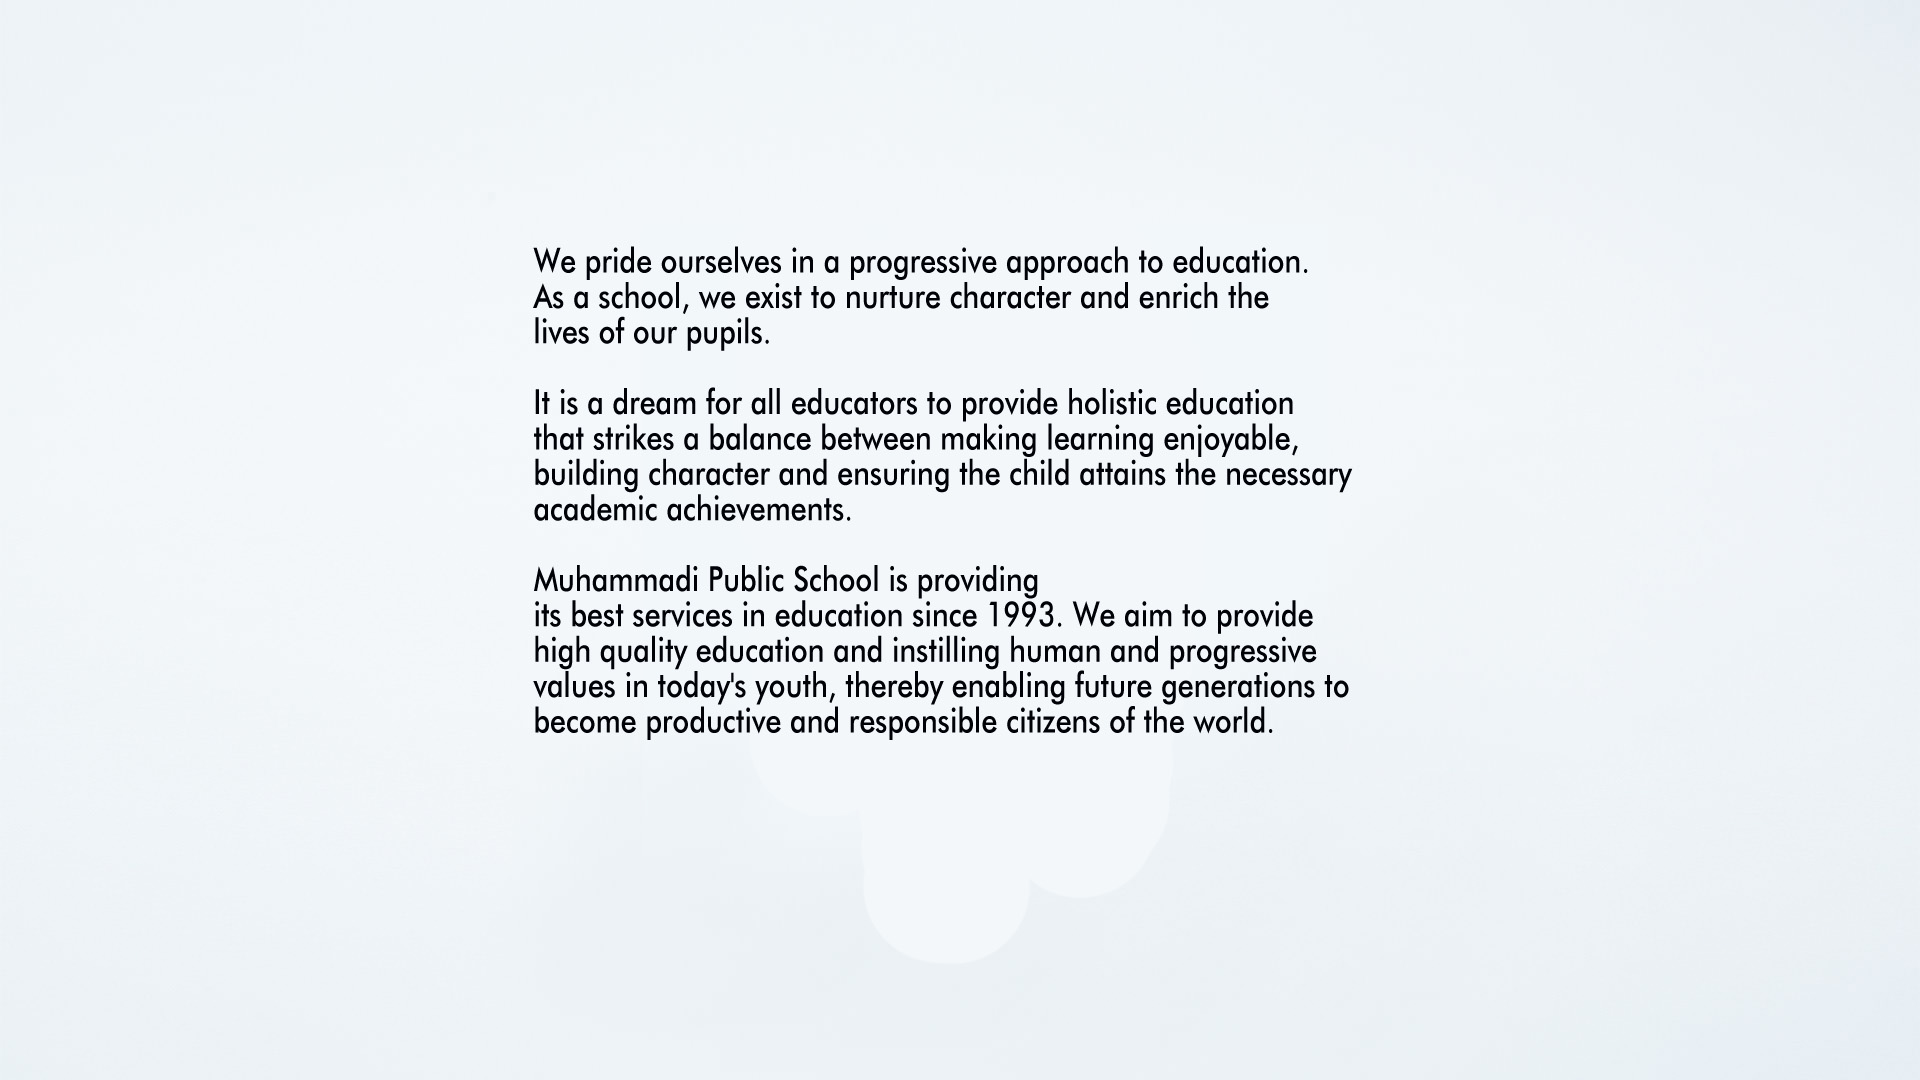 We pride ourselves in a progressive approach to education.
As a school, we exist to nurture character and enrich the
lives of our pupils.
It is a dream for all educators to provide holistic education
that strikes a balance between making learning enjoyable,
building character and ensuring the child attains the necessary
academic achievements.
Muhammadi Public School is providing
its best services in education since 1993. We aim to provide
high quality education and instilling human and progressive
values in today's youth, thereby enabling future generations to
become productive and responsible citizens of the world.